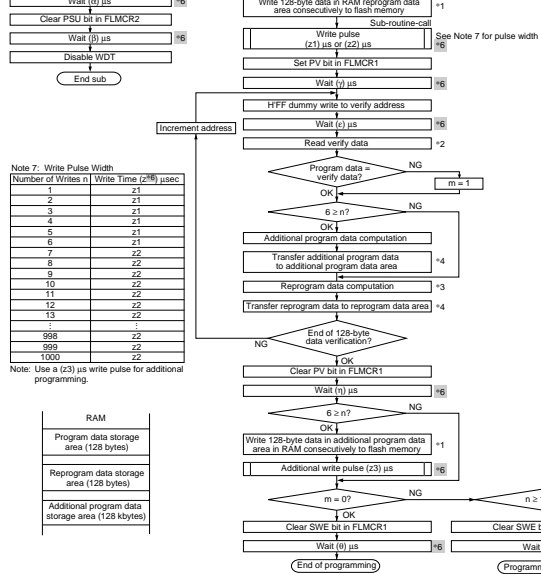 Wait (α) µs
*6
Clear PSU bit in FLMCR2
Wait (β) µs
*6
Disable WDT
End sub
Write 128-byte data in RAM reprogram data
area consecutively to flash memory
*1
Sub-routine-call
Write pulse
(z1) µs or (z2) µs
*6
See Note 7 for pulse width
Set PV bit in FLMCR1
Wait (γ) µs
*6
H'FF dummy write to verify address
Increment address
Wait (ε) µs
*6
Read verify data
*2
Program data =
verify data?
NG
m = 1
OK
6 ≥ n?
NG
OK
Additional program data computation
Transfer additional program data
to additional program data area
*4
Reprogram data computation
*3
Transfer reprogram data to reprogram data area
*4
End of 128-byte
data verification?
NG
OK
Clear PV bit in FLMCR1
Wait (η) µs
*6
6 ≥ n?
NG
OK
Write 128-byte data in additional program data
area in RAM consecutively to flash memory
*1
Additional write pulse (z3) µs
*6
m = 0?
NG
n ≥
OK
Clear SWE bit in FLMCR1
Clear SWE b
Wait (θ) µs
*6
Wait
End of programming
Programm
Note 7: Write Pulse Width
Number of Writes n Write Time (z*6) µsec
1 z1
2 z1
3 z1
4 z1
5 z1
6 z1
7 z2
8 z2
9 z2
10 z2
11 z2
12 z2
13 z2
⋮ ⋮
998 z2
999 z2
1000 z2
Note: Use a (z3) µs write pulse for additional
programming.
RAM
Program data storage
area (128 bytes)
Reprogram data storage
area (128 bytes)
Additional program data
storage area (128 kbytes)